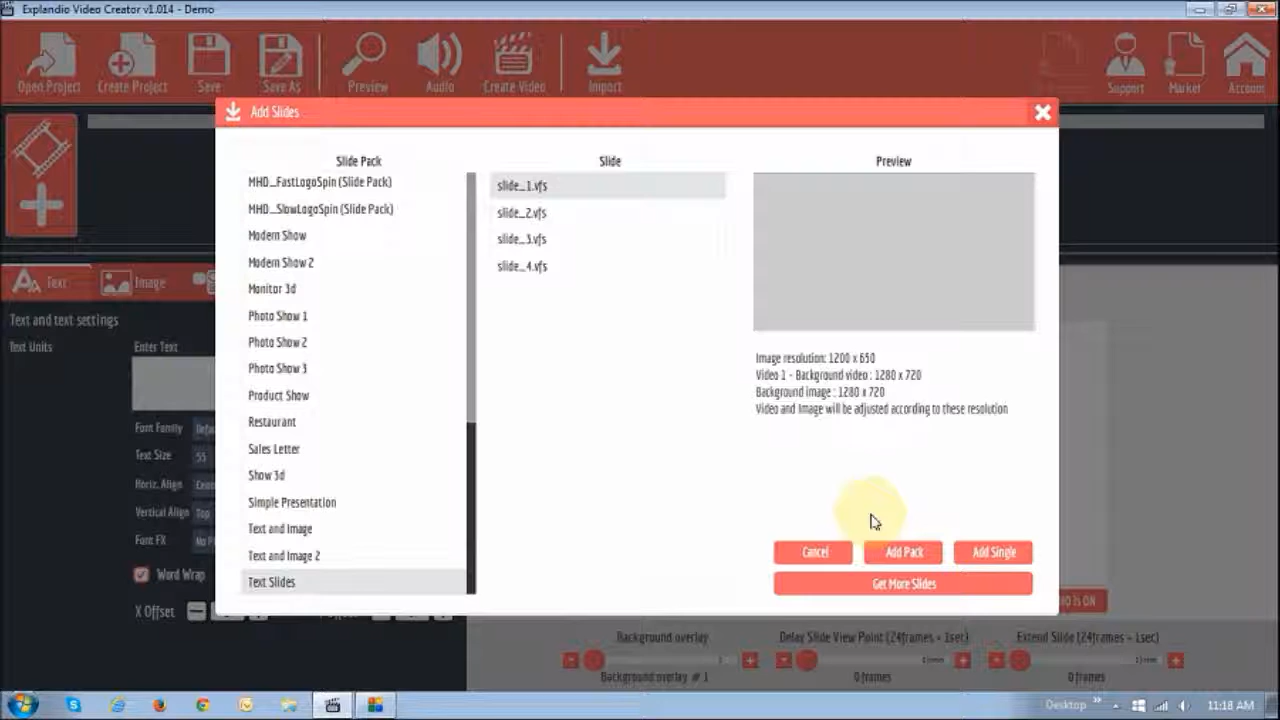 Explandio Video Creator v1.014 - Demo
Open Project
Create Project
Save
Save As
Preview
Audio
Create Video
Import
Support
Market
Account
Add Slides
Slide Pack
Slide
Preview
MHD_FastLogoSpin (Slide Pack)
MHD_SlowLogoSpin (Slide Pack)
Modern Show
Modern Show 2
Monitor 3d
Photo Show 1
Photo Show 2
Photo Show 3
Product Show
Restaurant
Sales Letter
Show 3d
Simple Presentation
Text and Image
Text and Image 2
Text Slides
slide_1.vfs
slide_2.vfs
slide_3.vfs
slide_4.vfs
Image resolution: 1200 x 650
Video 1 - Background video : 1280 x 720
Background image : 1280 x 720
Video and Image will be adjusted according to these resolution
Cancel
Add Pack
Add Single
Get More Slides
Text
Image
Text and text settings
Text Units
Enter Text
Font Family
Text Size
55
Horiz. Align
Vertical Align
Top
Font FX
Word Wrap
X Offset
IS ON
Background overlay
Background overlay # 1
Delay Slide View Point (24frames = 1sec)
0 frames
Extend Slide (24frames = 1sec)
0 frames
Desktop
11:18 AM